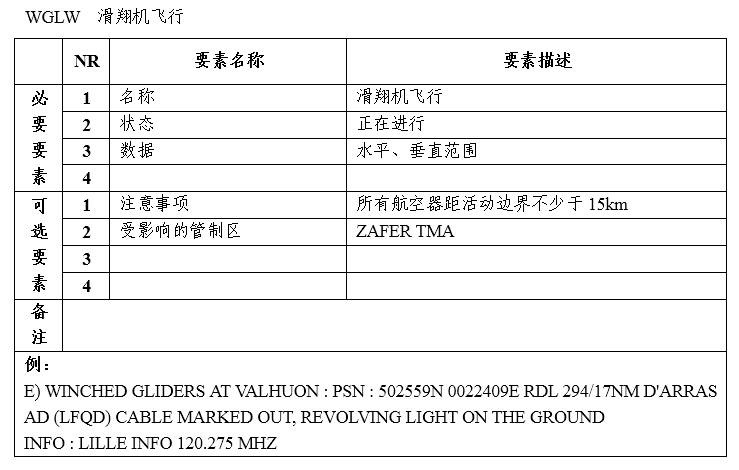 WGLW 滑翔机飞行
NR 要素名称 要素描述
必要要素
1 名称 滑翔机飞行
2 状态 正在进行
3 数据 水平、垂直范围
4
可选要素
1 注意事项 所有航空器距活动边界不少于 15km
2 受影响的管制区 ZAFER TMA
3
4
备注
例：
E) WINCHED GLIDERS AT VALHUON : PSN : 502559N 0022409E RDL 294/17NM D'ARRAS
AD (LFQD) CABLE MARKED OUT, REVOLVING LIGHT ON THE GROUND
INFO : LILLE INFO 120.275 MHZ